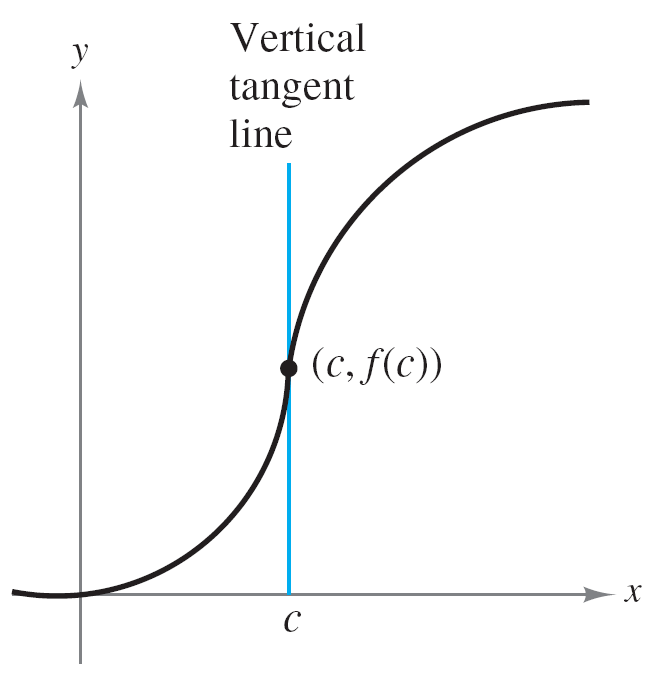 Vertical
tangent
line
y
(c, f(c))
x
c